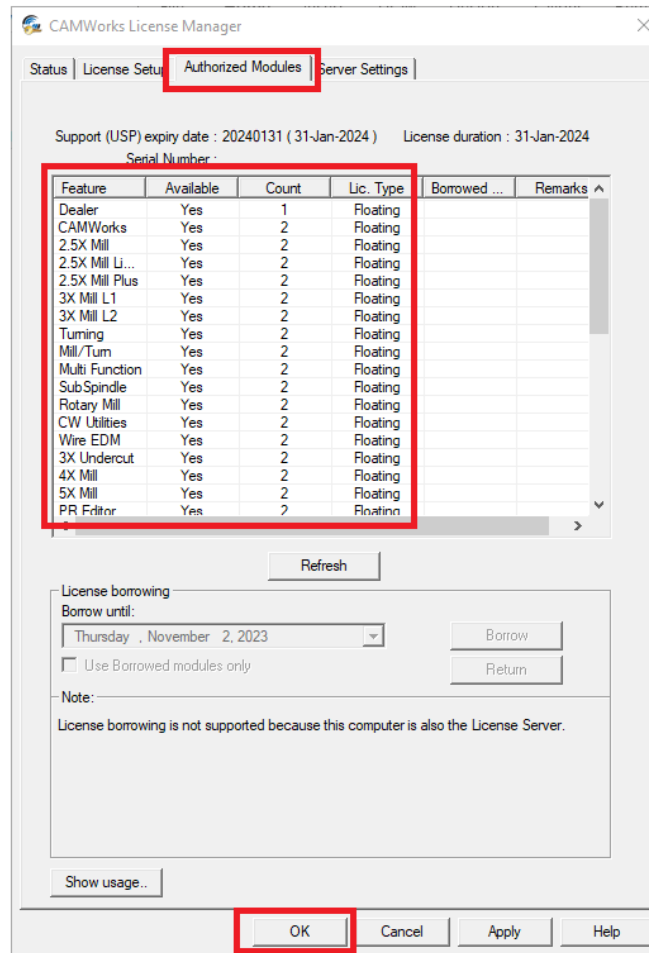 CAMWorks License Manager
Status License Setup Authorized Modules Server Settings
Support (USP) expiry date : 20240131 ( 31-Jan-2024 ) License duration : 31-Jan-2024
Serial Number :
Feature Available Count Lic. Type Borrowed ... Remarks
Dealer Yes 1 Floating
CAMWorks Yes 2 Floating
2.5X Mill Yes 2 Floating
2.5X Mill Li... Yes 2 Floating
2.5X Mill Plus Yes 2 Floating
3X Mill L1 Yes 2 Floating
3X Mill L2 Yes 2 Floating
Turning Yes 2 Floating
Mill/Turn Yes 2 Floating
Multi Function Yes 2 Floating
SubSpindle Yes 2 Floating
Rotary Mill Yes 2 Floating
CW Utilities Yes 2 Floating
Wire EDM Yes 2 Floating
3X Undercut Yes 2 Floating
4X Mill Yes 2 Floating
5X Mill Yes 2 Floating
PR Editor Yes 2 Floating
Refresh
License borrowing
Borrow until:
Thursday , November 2, 2023 Borrow
Use Borrowed modules only Return
Note:
License borrowing is not supported because this computer is also the License Server.
Show usage..
OK Cancel Apply Help